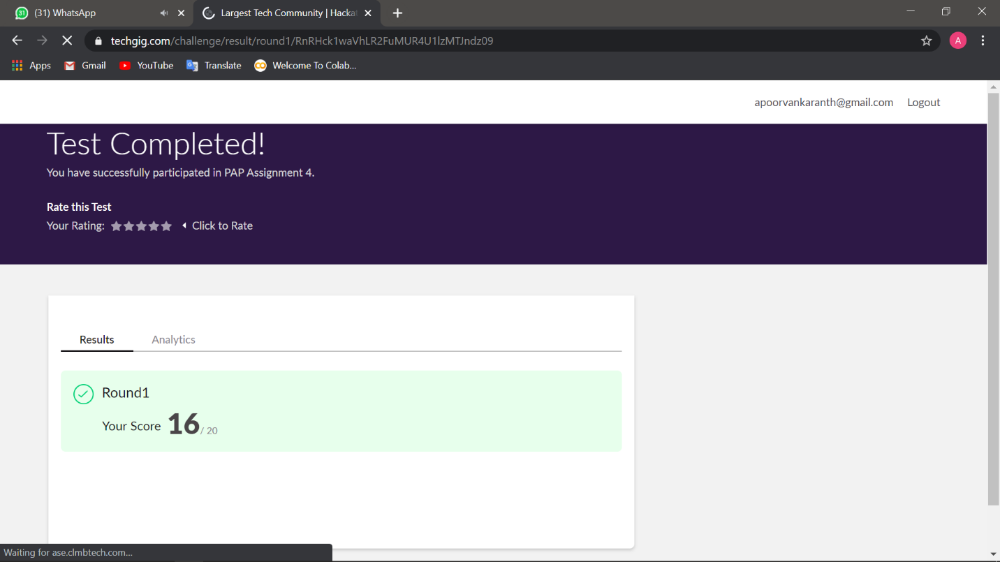 31 (31) WhatsApp
Largest Tech Community | Hacka
techgig.com/challenge/result/round1/RnRHck1waVhLR2FuMUR4U1lzMTJndz09
A
Apps Gmail YouTube Translate Welcome To Colab...
apoorvankaranth@gmail.com Logout
Test Completed!
You have successfully participated in PAP Assignment 4.
Rate this Test
Your Rating: Click to Rate
Results Analytics
Round1
Your Score 16/ 20
Waiting for ase.clmbtech.com...